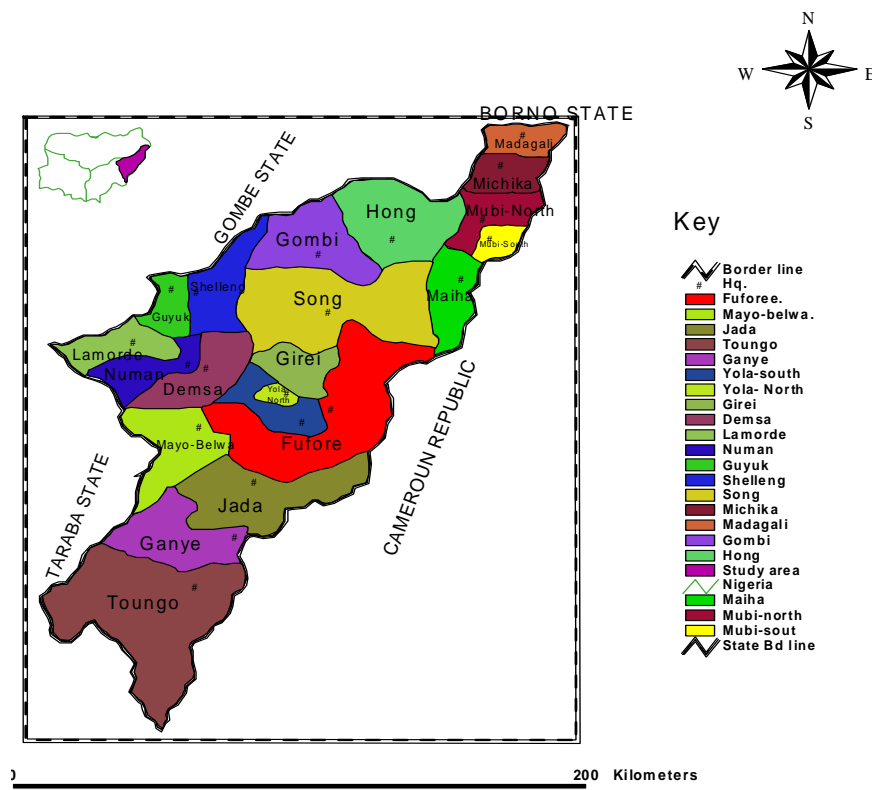 N
W
E
S
BORNO STATE
GOMBE STATE
TARABA STATE
CAMEROUN REPUBLIC
#
Madagali
#
Michika
Mubi-North
#
#
Mubi-South
Hong
#
Gombi
#
#
Maiha
Song
#
Shelleng
#
#
Guyuk
#
Lamorde
#
Numan
#
Demsa
Girei
Yola-
North
#
#
#
Fufore
#
Mayo-Belwa
#
Jada
#
Ganye
#
Toungo
Key
Border line
# Hq.
Fuforee.
Mayo-belwa.
Jada
Toungo
Ganye
Yola-south
Yola- North
Girei
Demsa
Lamorde
Numan
Guyuk
Shelleng
Song
Michika
Madagali
Gombi
Hong
Study area
Nigeria
Maiha
Mubi-north
Mubi-sout
State Bd line
0 200 Kilometers